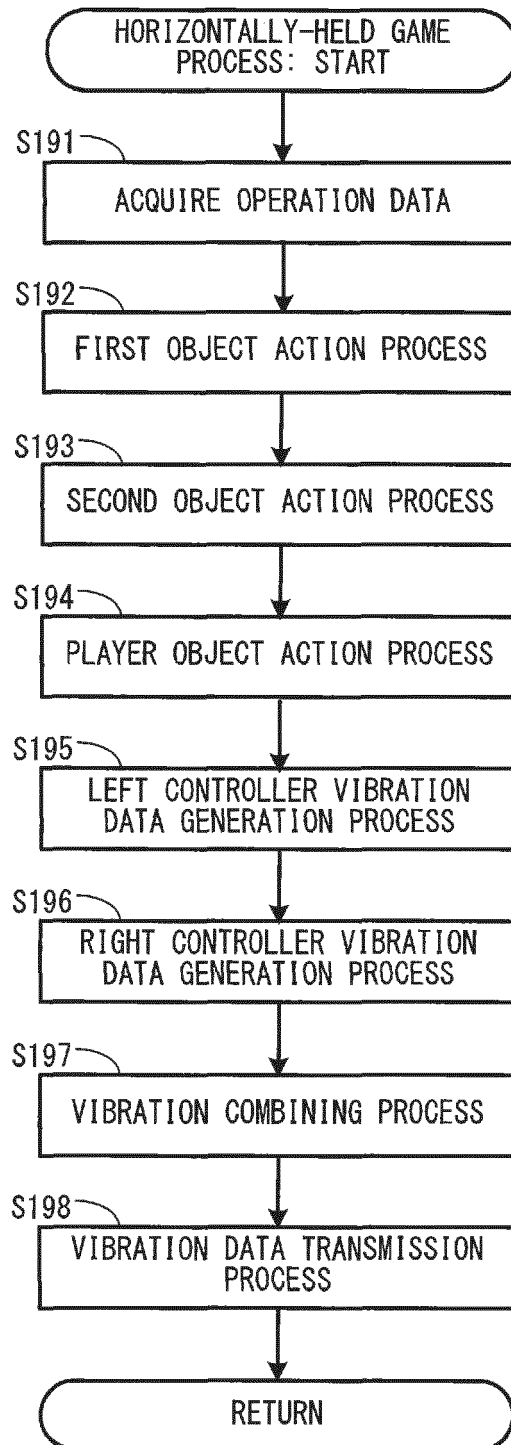 HORIZONTALLY-HELD GAME
PROCESS: START
S191
ACQUIRE OPERATION DATA
S192
FIRST OBJECT ACTION PROCESS
S193
SECOND OBJECT ACTION PROCESS
S194
PLAYER OBJECT ACTION PROCESS
S195
LEFT CONTROLLER VIBRATION
DATA GENERATION PROCESS
S196
RIGHT CONTROLLER VIBRATION
DATA GENERATION PROCESS
S197
VIBRATION COMBINING PROCESS
S198
VIBRATION DATA TRANSMISSION
PROCESS
RETURN